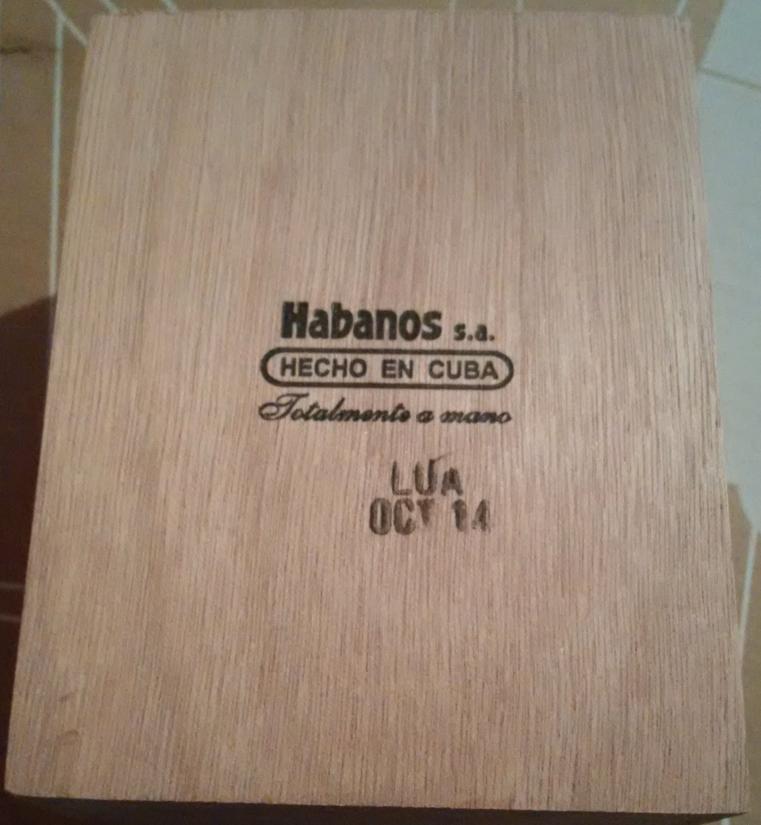 Habanos s.a.
HECHO EN CUBA
Totalmente a mano
LUA
OCT 14